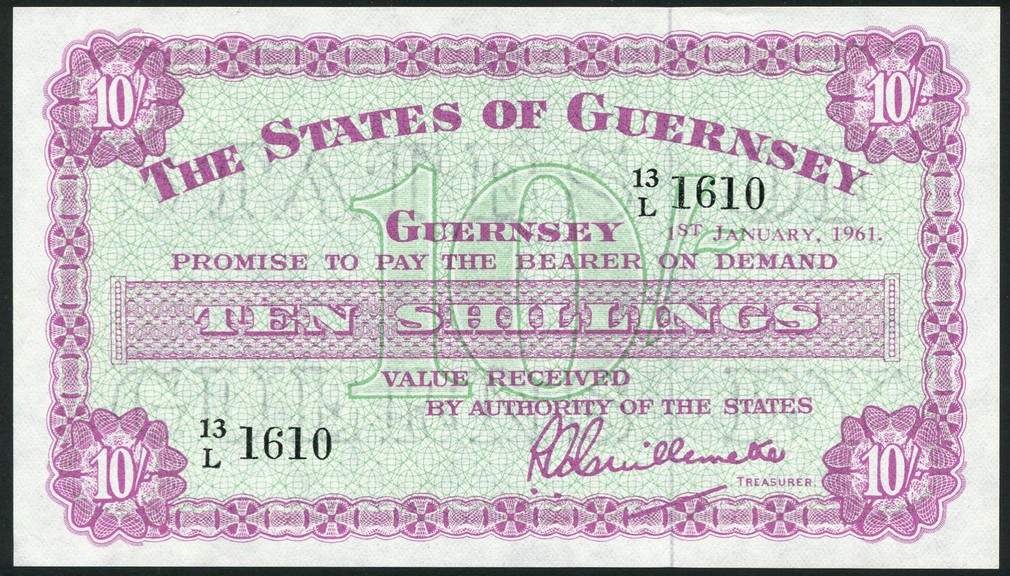 10/- 10/-
THE STATES OF GUERNSEY
13
L 1610
GUERNSEY 1ST JANUARY, 1961.
PROMISE TO PAY THE BEARER ON DEMAND
TEN SHILLINGS
10/-
VALUE RECEIVED
BY AUTHORITY OF THE STATES
13
L 1610
TREASURER.
10/- 10/-